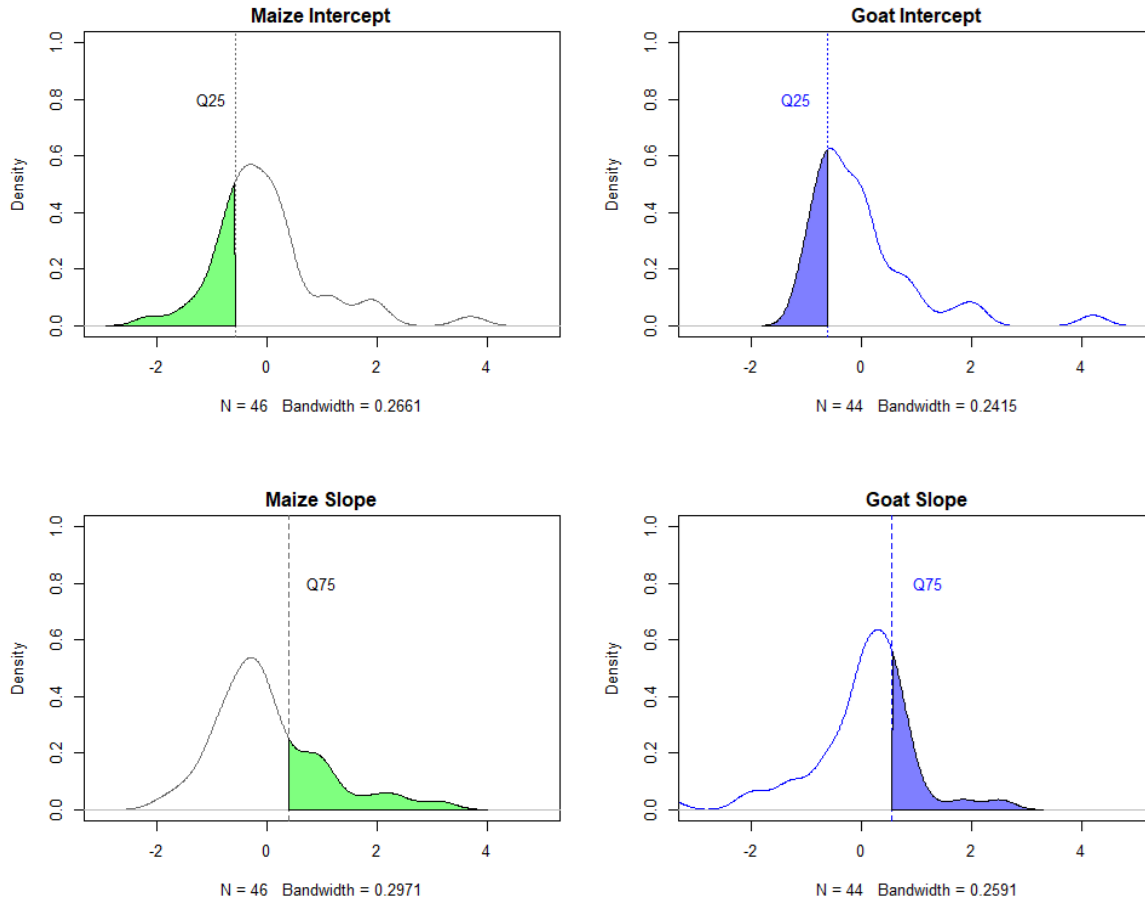 Maize Intercept
Density
0.0 0.2 0.4 0.6 0.8 1.0
Q25
-2 0 2 4
N = 46 Bandwidth = 0.2661
Goat Intercept
Density
0.0 0.2 0.4 0.6 0.8 1.0
Q25
-2 0 2 4
N = 44 Bandwidth = 0.2415
Maize Slope
Density
0.0 0.2 0.4 0.6 0.8 1.0
Q75
-2 0 2 4
N = 46 Bandwidth = 0.2971
Goat Slope
Density
0.0 0.2 0.4 0.6 0.8 1.0
Q75
-2 0 2 4
N = 44 Bandwidth = 0.2591